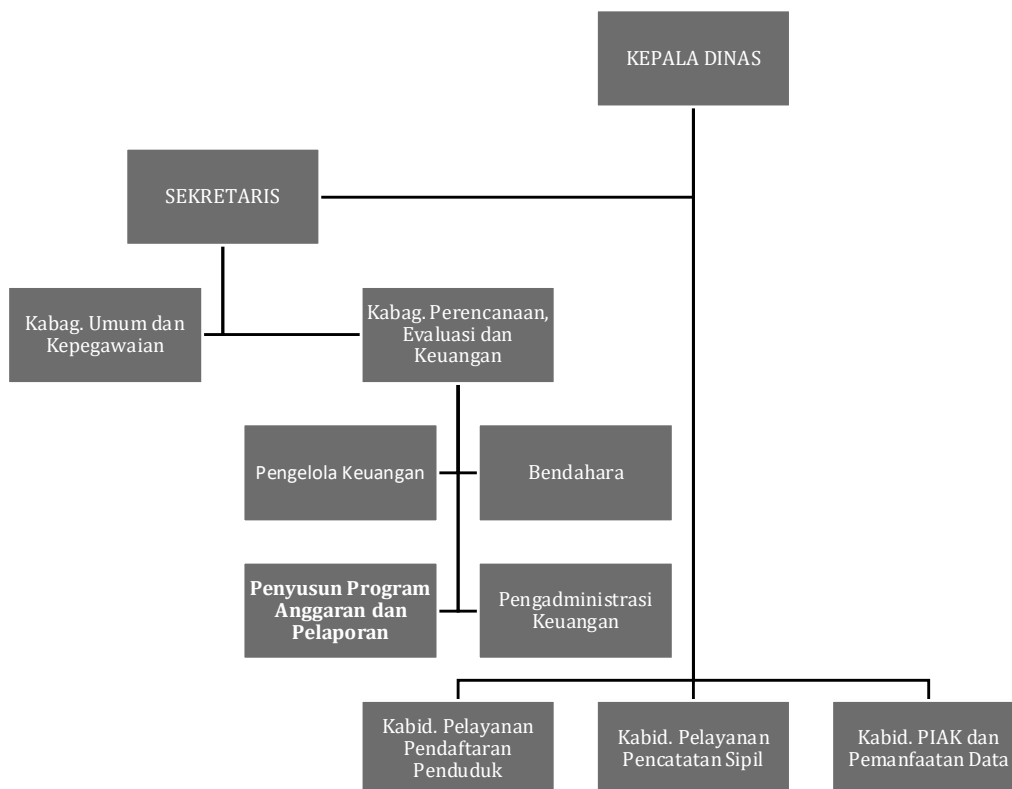 KEPALA DINAS
SEKRETARIS
Kabag. Umum dan
Kepegawaian
Kabag. Perencanaan,
Evaluasi dan
Keuangan
Pengelola Keuangan
Bendahara
Penyusun Program
Anggaran dan
Pelaporan
Pengadministrasi
Keuangan
Kabid. Pelayanan
Pendaftaran
Penduduk
Kabid. Pelayanan
Pencatatan Sipil
Kabid. PIAK dan
Pemanfaatan Data